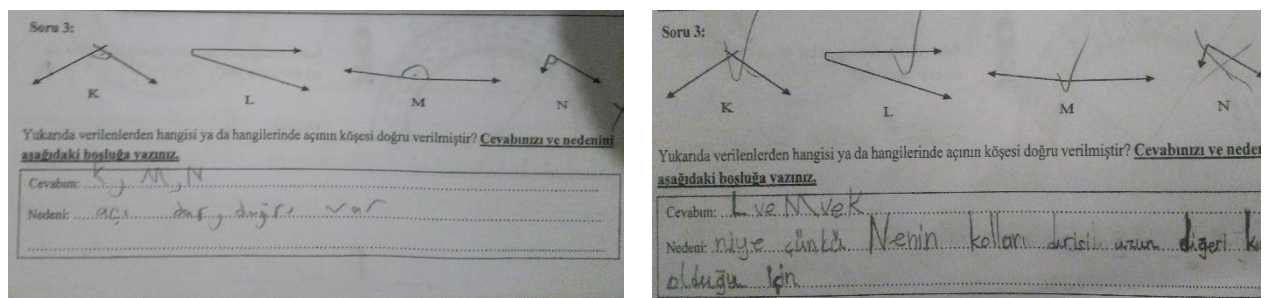 Soru 3:
K
L
M
N
Yukarıda verilenlerden hangisi ya da hangilerinde açının köşesi doğru verilmiştir? Cevabınızı ve nedenini
aşağıdaki boşluğa yazınız.
Cevabım: K, M, N
Nedeni: açı dar, doğru var
Soru 3:
K
L
M
N
Yukarıda verilenlerden hangisi ya da hangilerinde açının köşesi doğru verilmiştir? Cevabınızı ve neden
aşağıdaki boşluğa yazınız.
Cevabım: L ve M ve K
Nedeni: niye çünkü Nenin kolları birisi uzun diğeri kı
olduğu için